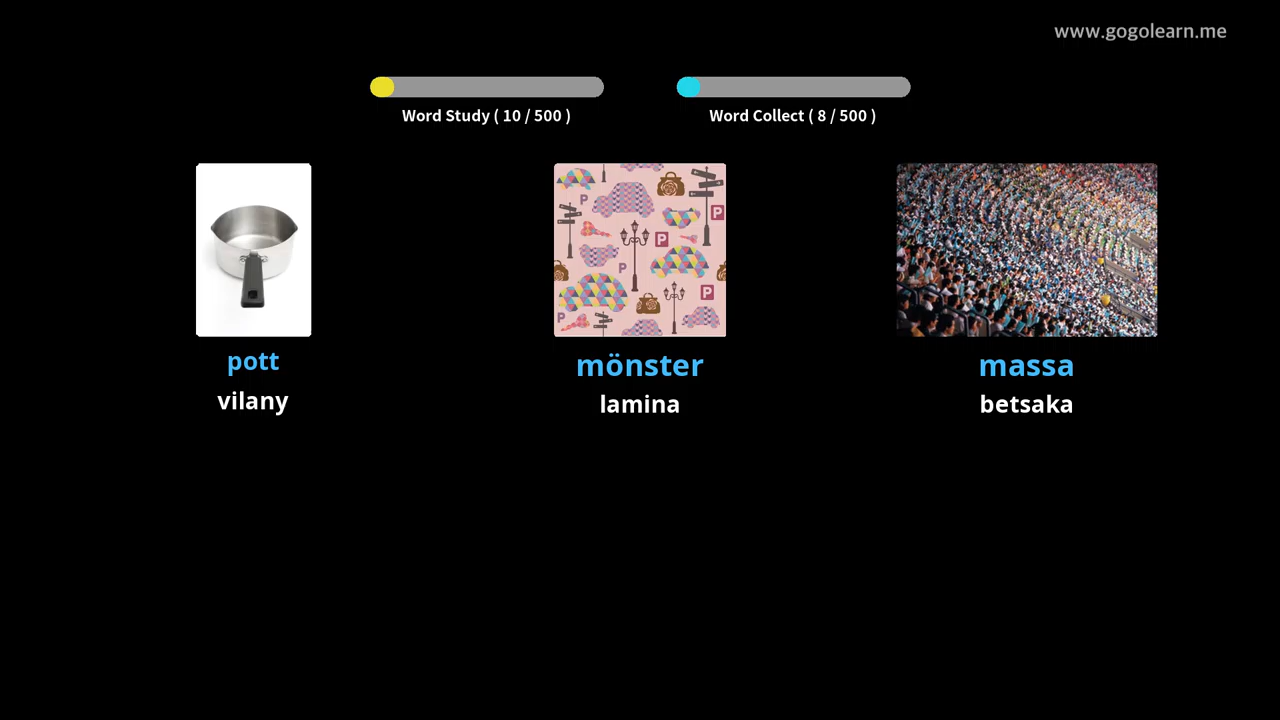 www.gogolearn.me
Word Study ( 10 / 500 )
Word Collect ( 8 / 500 )
P
P
P
P
P
P
pott
mönster
massa
vilany
lamina
betsaka